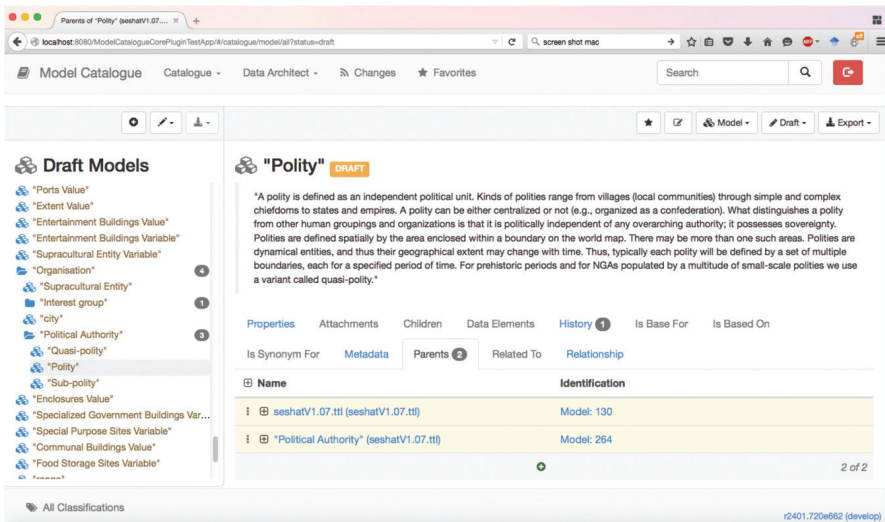 Parents of "Polity" (seshatV1.07....
localhost:8080/ModelCatalogueCorePluginTestApp/#/catalogue/model/all?status=draft
screen shot mac
Model Catalogue
Catalogue
Data Architect
Changes
Favorites
Search
Model
Draft
Export
Draft Models
"Ports Value"
"Extent Value"
"Entertainment Buildings Value"
"Entertainment Buildings Variable"
"Supracultural Entity Variable"
"Organisation" 4
"Supracultural Entity"
"Interest group" 1
"city"
"Political Authority" 3
"Quasi-polity"
"Polity"
"Sub-polity"
"Enclosures Value"
"Specialized Government Buildings Var...
"Special Purpose Sites Variable"
"Communal Buildings Value"
"Food Storage Sites Variable"
"Polity" DRAFT
"A polity is defined as an independent political unit. Kinds of polities range from villages (local communities) through simple and complex
chiefdoms to states and empires. A polity can be either centralized or not (e.g., organized as a confederation). What distinguishes a polity
from other human groupings and organizations is that it is politically independent of any overarching authority; it possesses sovereignty.
Polities are defined spatially by the area enclosed within a boundary on the world map. There may be more than one such areas. Polities are
dynamical entities, and thus their geographical extent may change with time. Thus, typically each polity will be defined by a set of multiple
boundaries, each for a specified period of time. For prehistoric periods and for NGAs populated by a multitude of small-scale polities we use
a variant called quasi-polity."
Properties Attachments Children Data Elements History 1 Is Base For Is Based On
Is Synonym For Metadata Parents 2 Related To Relationship
Name Identification
seshatV1.07.ttl (seshatV1.07.ttl) Model: 130
"Political Authority" (seshatV1.07.ttl) Model: 264
2 of 2
All Classifications
r2401.720e662 (develop)